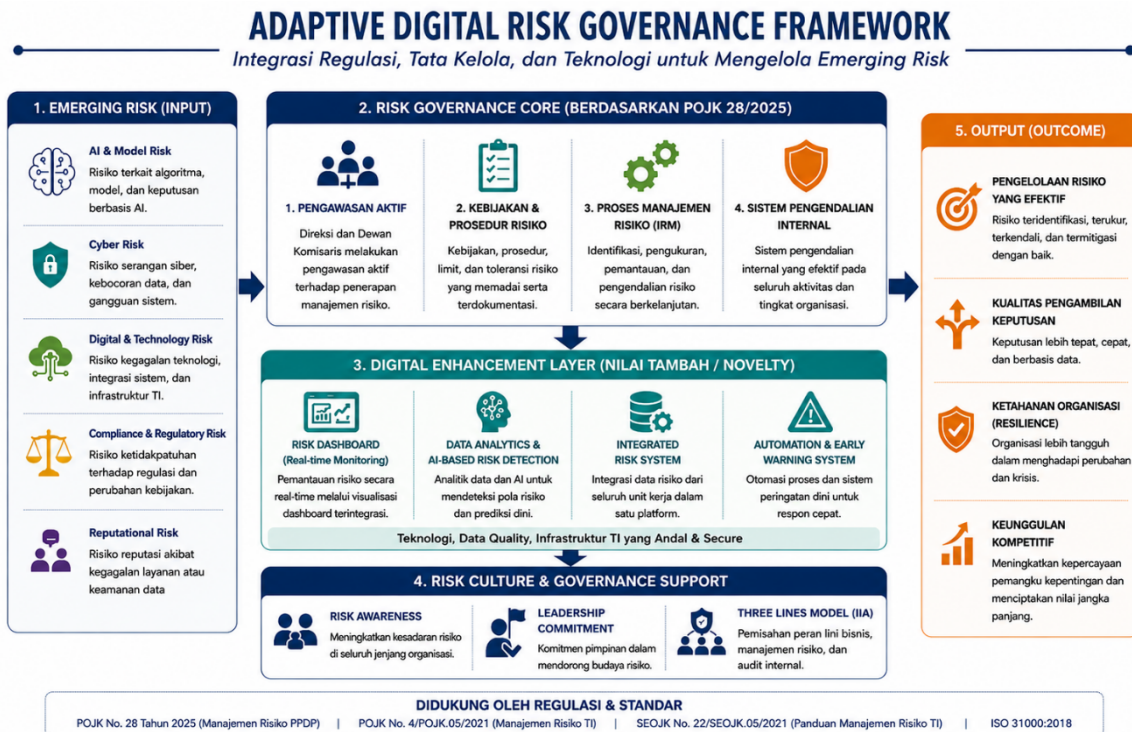 ADAPTIVE DIGITAL RISK GOVERNANCE FRAMEWORK
Integrasi Regulasi, Tata Kelola, dan Teknologi untuk Mengelola Emerging Risk
1. EMERGING RISK (INPUT)
AI & Model Risk
Risiko terkait algoritma,
model, dan keputusan
berbasis AI.
Cyber Risk
Risiko serangan siber,
kebocoran data, dan
gangguan sistem.
Digital & Technology Risk
Risiko kegagalan teknologi,
integrasi sistem, dan
infrastruktur TI.
Compliance & Regulatory Risk
Risiko ketidakpatuhan
terhadap regulasi dan
perubahan kebijakan.
Reputational Risk
Risiko reputasi akibat
kegagalan layanan atau
keamanan data
2. RISK GOVERNANCE CORE (BERDASARKAN POJK 28/2025)
1. PENGAWASAN AKTIF
Direksi dan Dewan
Komisaris melakukan
pengawasan aktif
terhadap penerapan
manajemen risiko.
2. KEBIJAKAN &
PROSEDUR RISIKO
Kebijakan, prosedur,
limit, dan toleransi risiko
yang memadai serta
terdokumentasi.
3. PROSES MANAJEMEN
RISIKO (IRM)
Identifikasi, pengukuran,
pemantauan, dan
pengendalian risiko
secara berkelanjutan.
4. SISTEM PENGENDALIAN
INTERNAL
Sistem pengendalian
internal yang efektif pada
seluruh aktivitas dan
tingkat organisasi.
3. DIGITAL ENHANCEMENT LAYER (NILAI TAMBAH / NOVELTY)
RISK DASHBOARD
(Real-time Monitoring)
Pemantauan risiko secara
real-time melalui visualisasi
dashboard terintegrasi.
DATA ANALYTICS &
AI-BASED RISK DETECTION
Analitik data dan AI untuk
mendeteksi pola risiko
dan prediksi dini.
INTEGRATED
RISK SYSTEM
Integrasi data risiko dari
seluruh unit kerja dalam
satu platform.
AUTOMATION & EARLY
WARNING SYSTEM
Otomasi proses dan sistem
peringatan dini untuk
respon cepat.
Teknologi, Data Quality, Infrastruktur TI yang Andal & Secure
4. RISK CULTURE & GOVERNANCE SUPPORT
RISK AWARENESS
Meningkatkan kesadaran risiko
di seluruh jenjang organisasi.
LEADERSHIP
COMMITMENT
Komitmen pimpinan dalam
mendorong budaya risiko.
THREE LINES MODEL (IIA)
Pemisahan peran lini bisnis,
manajemen risiko, dan
audit internal.
5. OUTPUT (OUTCOME)
PENGELOLAAN RISIKO
YANG EFEKTIF
Risiko teridentifikasi, terukur,
terkendali, dan termitigasi
dengan baik.
KUALITAS PENGAMBILAN
KEPUTUSAN
Keputusan lebih tepat, cepat,
dan berbasis data.
KETAHANAN ORGANISASI
(RESILIENCE)
Organisasi lebih tangguh
dalam menghadapi perubahan
dan krisis.
KEUNGGULAN
KOMPETITIF
Meningkatkan kepercayaan
pemangku kepentingan dan
menciptakan nilai jangka
panjang.
DIDUKUNG OLEH REGULASI & STANDAR
POJK No. 28 Tahun 2025 (Manajemen Risiko PPDP) | POJK No. 4/POJK.05/2021 (Manajemen Risiko TI) | SEOJK No. 22/SEOJK.05/2021 (Panduan Manajemen Risiko TI) | ISO 31000:2018